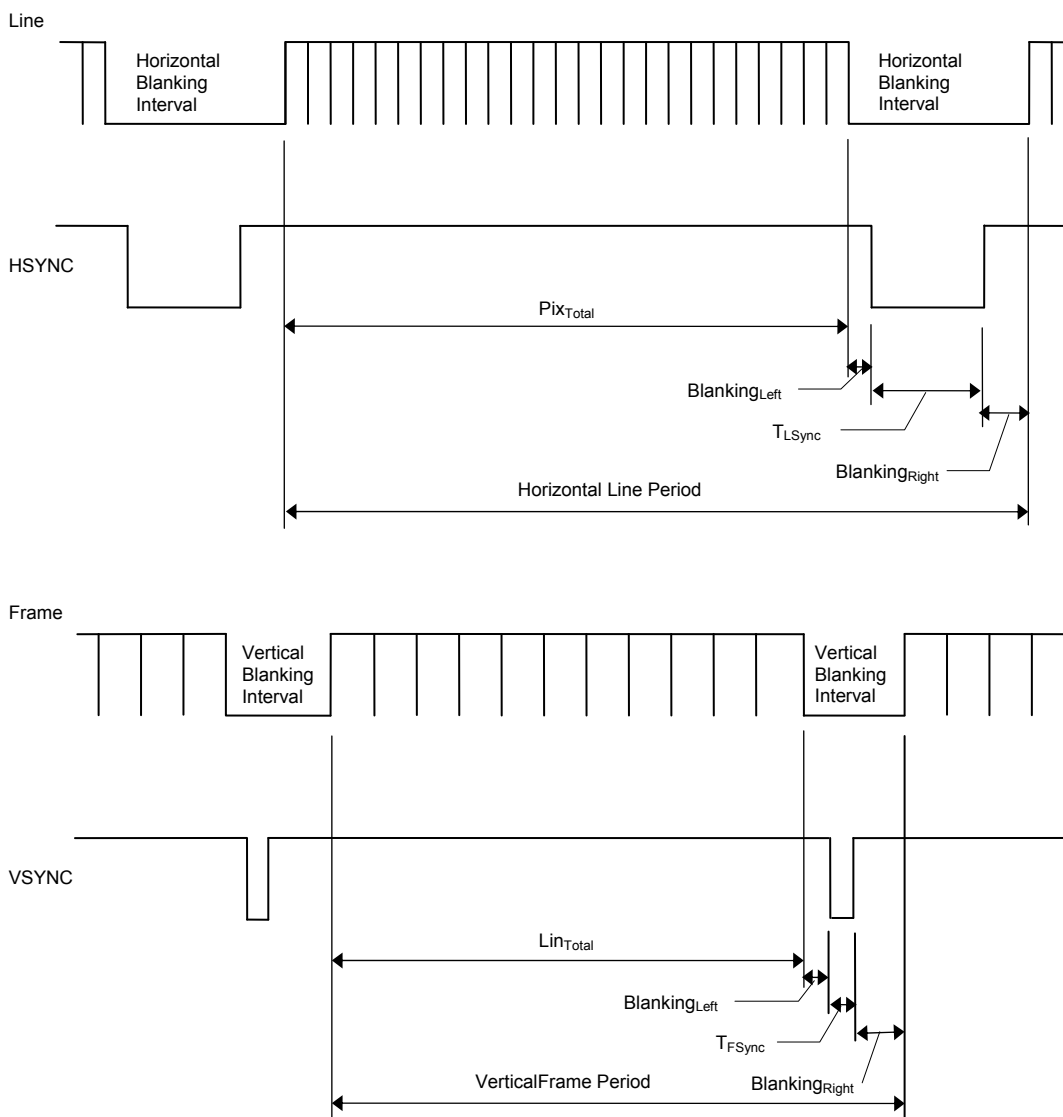 Line
Horizontal
Blanking
Interval
Horizontal
Blanking
Interval
HSYNC
PixTotal
BlankingLeft
TLSync
BlankingRight
Horizontal Line Period
Frame
Vertical
Blanking
Interval
Vertical
Blanking
Interval
VSYNC
LinTotal
BlankingLeft
TFSync
BlankingRight
VerticalFrame Period